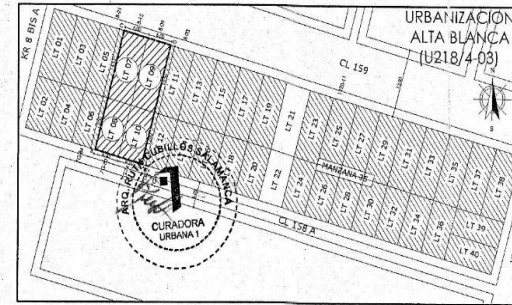 URBANIZACIÓN
ALTA BLANCA
(U218/4-03)
KR 8 BIS A
CL 159
LT 01
LT 03
LT 05
LT 07
LT 09
LT 11
LT 13
LT 15
LT 17
LT 19
LT 21
LT 23
LT 25
LT 27
LT 29
LT 31
LT 33
LT 35
LT 37
LT 38
LT 02
LT 04
LT 06
LT 08
LT 10
12
18
LT 20
LT 22
LT 24
LT 26
LT 28
LT 30
LT 32
LT 34
LT 36
LT 39
LT 40
MANZANA 35
CL 158 A
ARQ. RUTH CUBILLOS SALAMANCA
CURADORA
URBANA 1
S